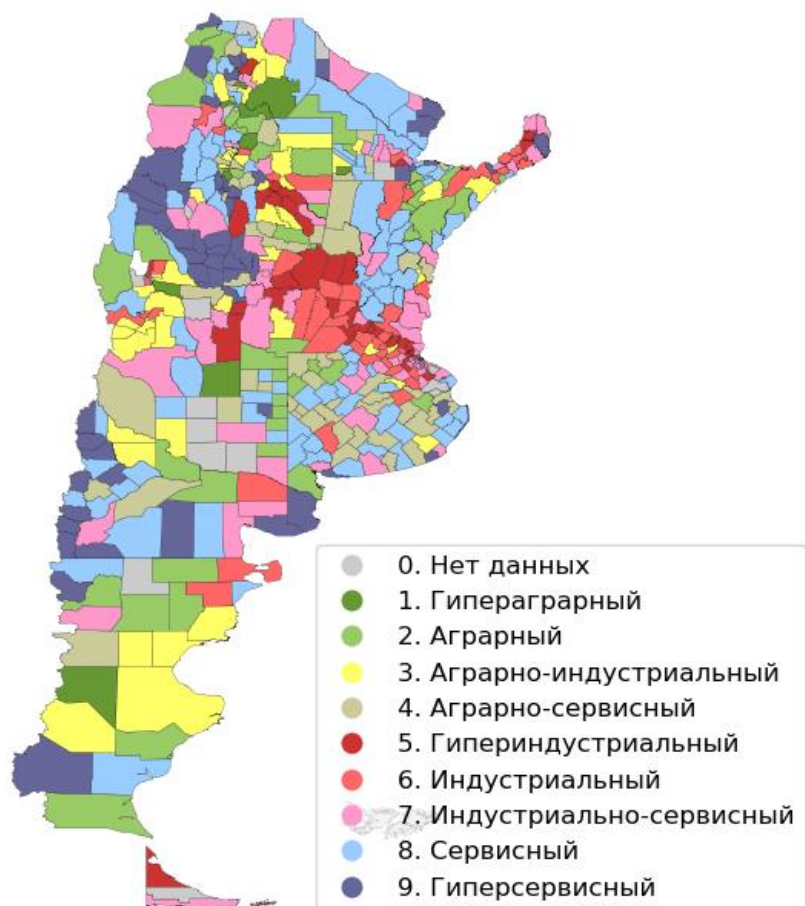 0. Нет данных
1. Гипераграрный
2. Аграрный
3. Аграрно-индустриальный
4. Аграрно-сервисный
5. Гипериндустриальный
6. Индустриальный
7. Индустриально-сервисный
8. Сервисный
9. Гиперсервисный